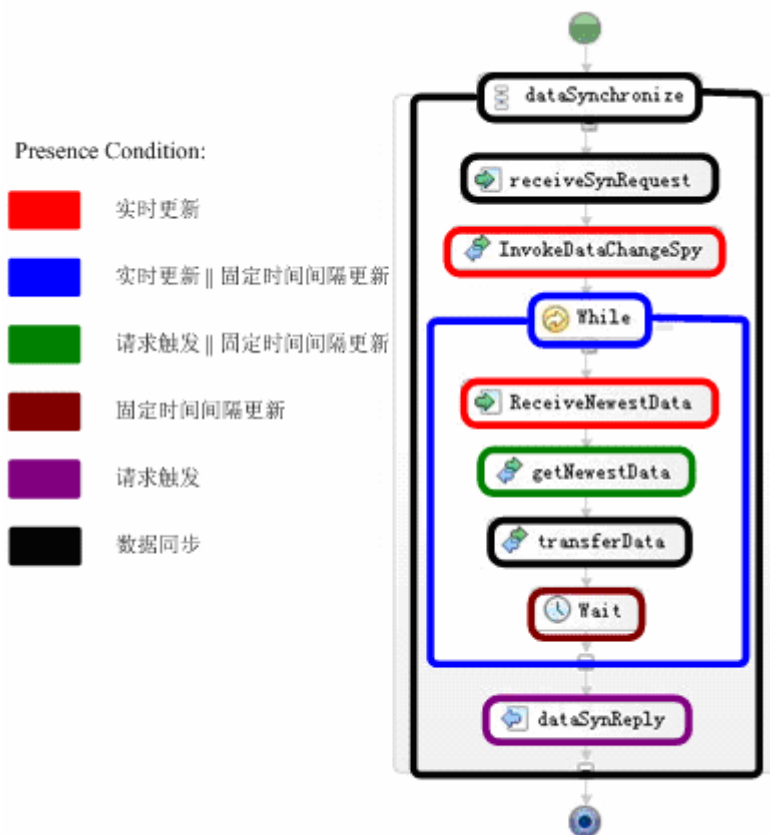 Presence Condition:
实时更新
实时更新 || 固定时间间隔更新
请求触发 || 固定时间间隔更新
固定时间间隔更新
请求触发
数据同步
dataSynchronize
receiveSynRequest
InvokeDataChangeSpy
While
ReceiveNewestData
getNewestData
transferData
Wait
dataSynReply